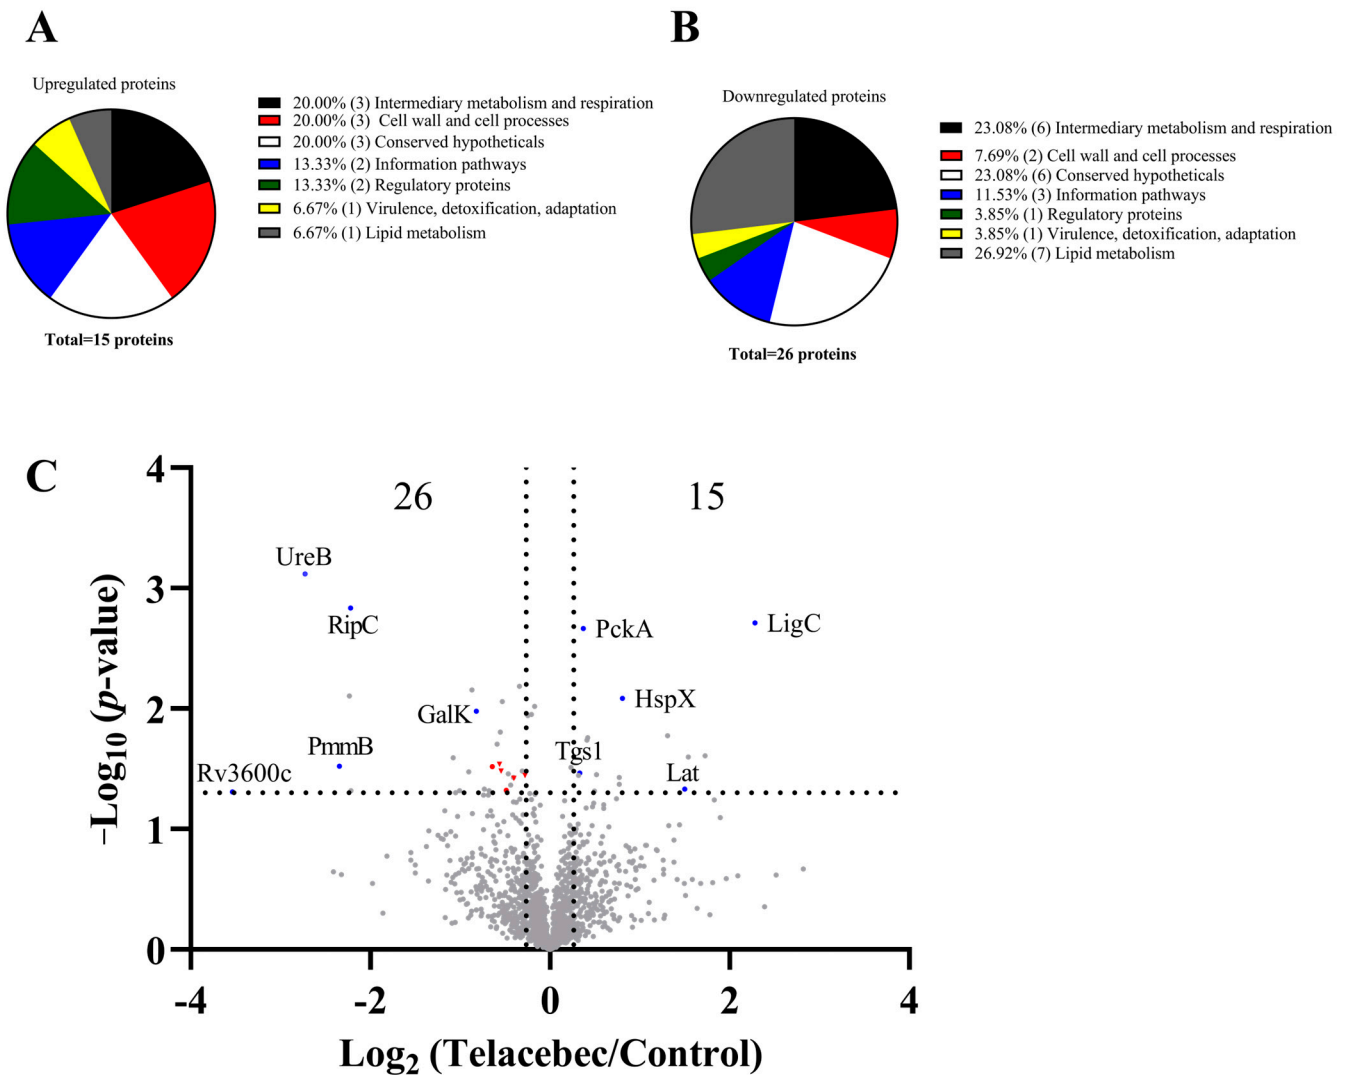 A
Upregulated proteins
20.00% (3) Intermediary metabolism and respiration
20.00% (3) Cell wall and cell processes
20.00% (3) Conserved hypotheticals
13.33% (2) Information pathways
13.33% (2) Regulatory proteins
6.67% (1) Virulence, detoxification, adaptation
6.67% (1) Lipid metabolism
Total=15 proteins
B
Downregulated proteins
23.08% (6) Intermediary metabolism and respiration
7.69% (2) Cell wall and cell processes
23.08% (6) Conserved hypotheticals
11.53% (3) Information pathways
3.85% (1) Regulatory proteins
3.85% (1) Virulence, detoxification, adaptation
26.92% (7) Lipid metabolism
Total=26 proteins
C
26
15
UreB
RipC
PckA
LigC
HspX
GalK
PmmB
Tgs1
Rv3600c
Lat
4
3
2
1
0
–Log10 (p-value)
-4
-2
0
2
4
Log2 (Telacebec/Control)